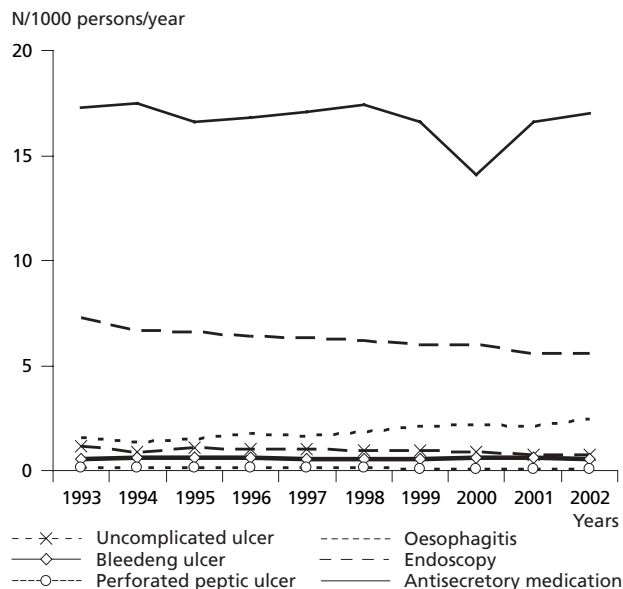 N/1000 persons/year
20
15
10
5
0
1993 1994 1995 1996 1997 1998 1999 2000 2001 2002
Years
Uncomplicated ulcer
Bleedeng ulcer
Perforated peptic ulcer
Oesophagitis
Endoscopy
Antisecretory medication